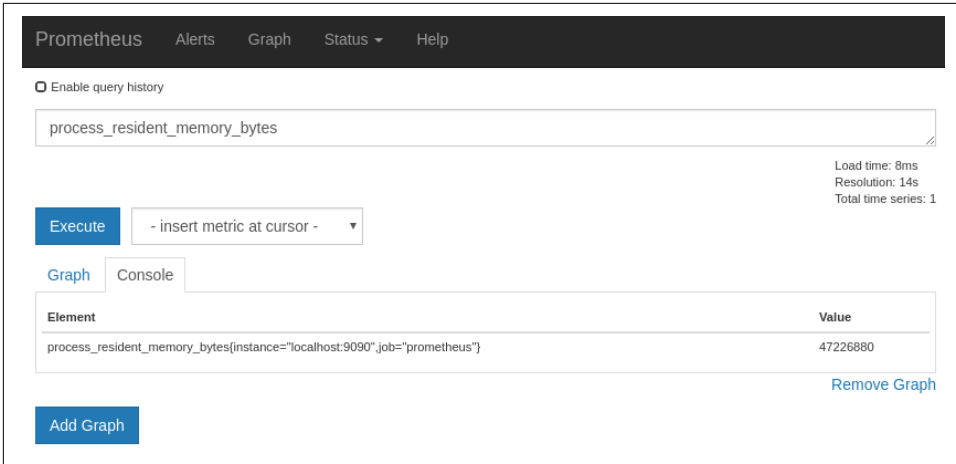 Prometheus Alerts Graph Status Help
Enable query history
process_resident_memory_bytes
Load time: 8ms
Resolution: 14s
Total time series: 1
Execute - insert metric at cursor -
Graph Console
Element Value
process_resident_memory_bytes{instance="localhost:9090",job="prometheus"} 47226880
Remove Graph
Add Graph